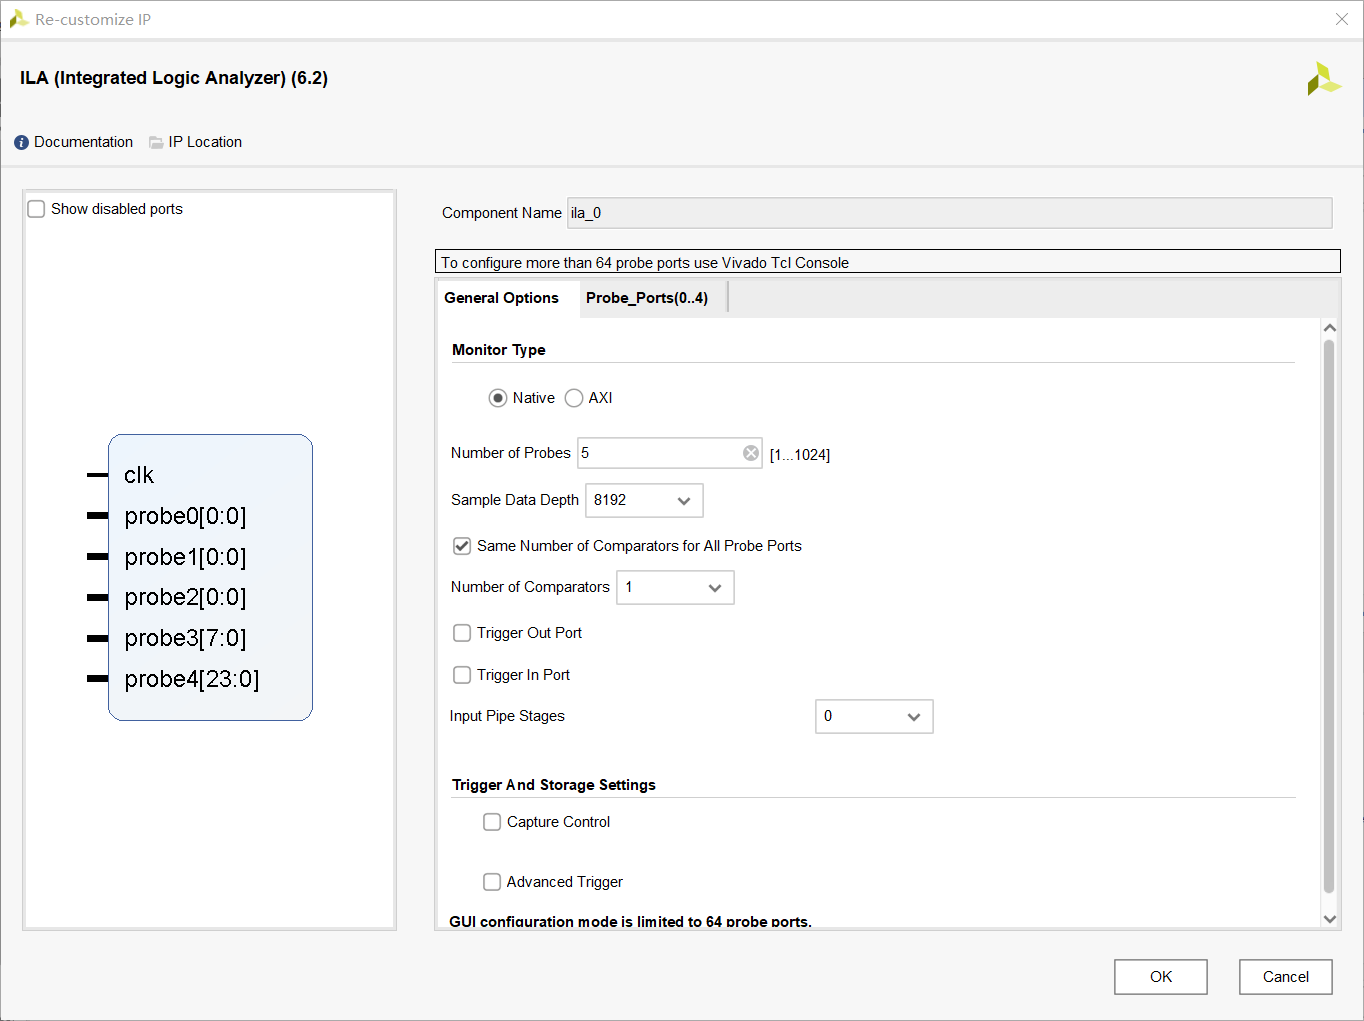 Re-customize IP
ILA (Integrated Logic Analyzer) (6.2)
Documentation
IP Location
Show disabled ports
clk
probe0[0:0]
probe1[0:0]
probe2[0:0]
probe3[7:0]
probe4[23:0]
Component Name ila_0
To configure more than 64 probe ports use Vivado Tcl Console
General Options
Probe_Ports(0..4)
Monitor Type
Native
AXI
Number of Probes 5 [1...1024]
Sample Data Depth 8192
Same Number of Comparators for All Probe Ports
Number of Comparators 1
Trigger Out Port
Trigger In Port
Input Pipe Stages 0
Trigger And Storage Settings
Capture Control
Advanced Trigger
GUI configuration mode is limited to 64 probe ports.
OK
Cancel